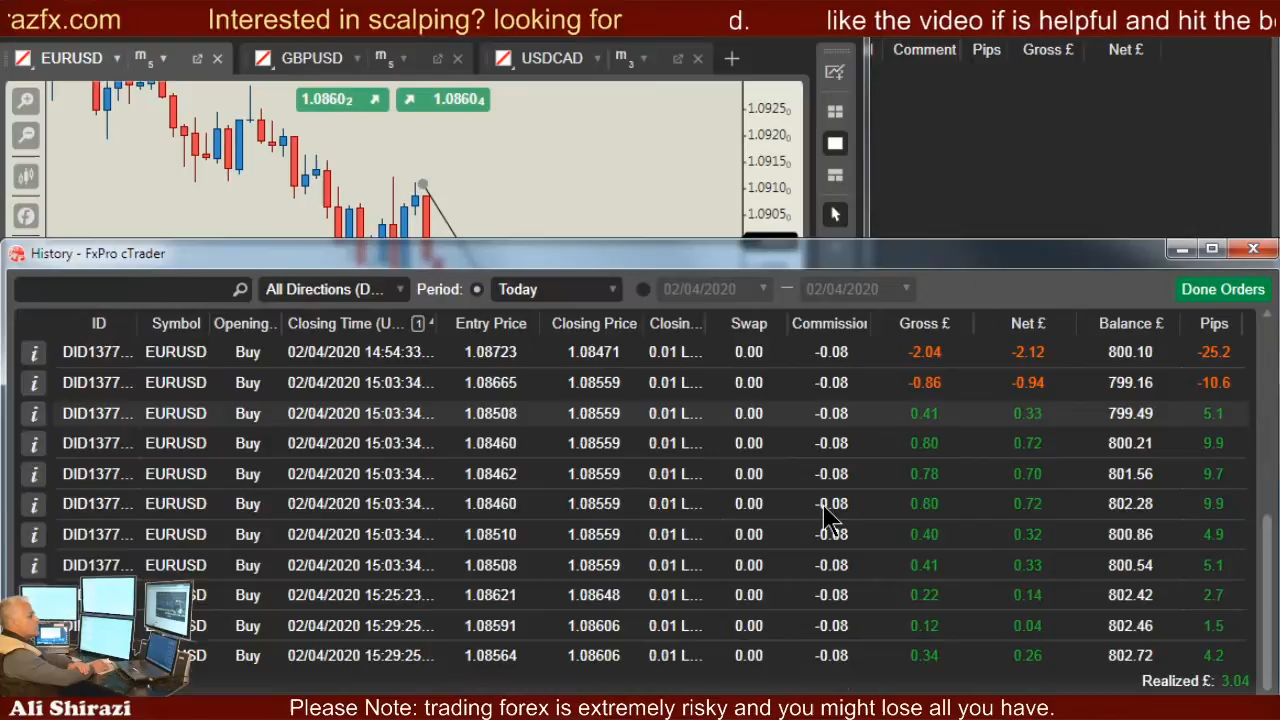 azfx.com Interested in scalping? looking for d. like the video if is helpful and hit the b
EURUSD m5 GBPUSD m5 USDCAD m3
Comment Pips Gross £ Net £
1.08602 1.08604
1.09250
1.09200
1.09150
1.09100
1.09050
History - FxPro cTrader
All Directions (D... Period: Today 02/04/2020 — 02/04/2020 Done Orders
ID Symbol Opening... Closing Time (U... 1 Entry Price Closing Price Closin... Swap Commission Gross £ Net £ Balance £ Pips
DID1377... EURUSD Buy 02/04/2020 14:54:33... 1.08723 1.08471 0.01 L... 0.00 -0.08 -2.04 -2.12 800.10 -25.2
DID1377... EURUSD Buy 02/04/2020 15:03:34... 1.08665 1.08559 0.01 L... 0.00 -0.08 -0.86 -0.94 799.16 -10.6
DID1377... EURUSD Buy 02/04/2020 15:03:34... 1.08508 1.08559 0.01 L... 0.00 -0.08 0.41 0.33 799.49 5.1
DID1377... EURUSD Buy 02/04/2020 15:03:34... 1.08460 1.08559 0.01 L... 0.00 -0.08 0.80 0.72 800.21 9.9
DID1377... EURUSD Buy 02/04/2020 15:03:34... 1.08462 1.08559 0.01 L... 0.00 -0.08 0.78 0.70 801.56 9.7
DID1377... EURUSD Buy 02/04/2020 15:03:34... 1.08460 1.08559 0.01 L... 0.00 -0.08 0.80 0.72 802.28 9.9
DID1377... EURUSD Buy 02/04/2020 15:03:34... 1.08510 1.08559 0.01 L... 0.00 -0.08 0.40 0.32 800.86 4.9
DID1377... EURUSD Buy 02/04/2020 15:03:34... 1.08508 1.08559 0.01 L... 0.00 -0.08 0.41 0.33 800.54 5.1
SD Buy 02/04/2020 15:25:23... 1.08621 1.08648 0.01 L... 0.00 -0.08 0.22 0.14 802.42 2.7
SD Buy 02/04/2020 15:29:25... 1.08591 1.08606 0.01 L... 0.00 -0.08 0.12 0.04 802.46 1.5
SD Buy 02/04/2020 15:29:25... 1.08564 1.08606 0.01 L... 0.00 -0.08 0.34 0.26 802.72 4.2
Realized £: 3.04
Ali Shirazi Please Note: trading forex is extremely risky and you might lose all you have.